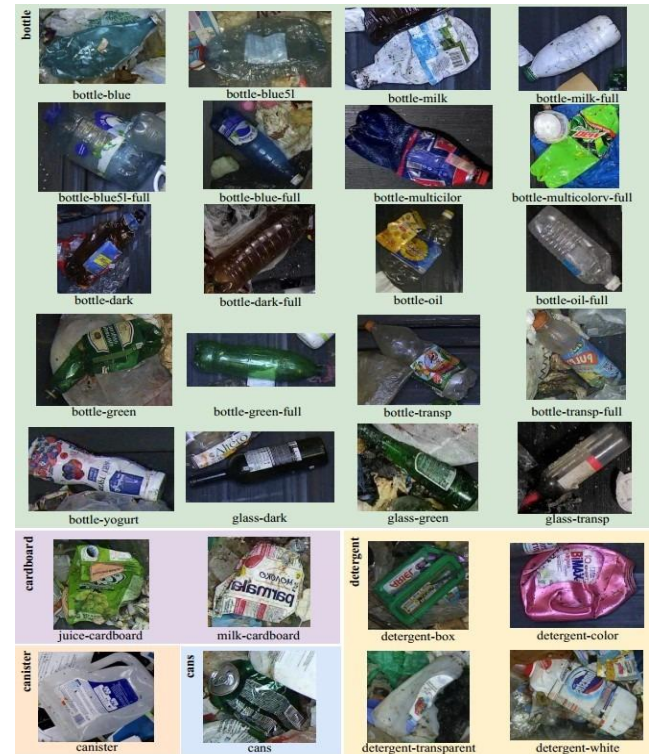 bottle
bottle-blue
bottle-blue5l
bottle-milk
bottle-milk-full
bottle-blue5l-full
bottle-blue-full
bottle-multicilor
bottle-multicolorv-full
bottle-dark
bottle-dark-full
bottle-oil
bottle-oil-full
bottle-green
bottle-green-full
bottle-transp
bottle-transp-full
bottle-yogurt
glass-dark
glass-green
glass-transp
cardboard
juice-cardboard
milk-cardboard
parmalat
detergent
detergent-box
BiMAX
detergent-color
canister
canister
cans
cans
detergent-transparent
detergent-white